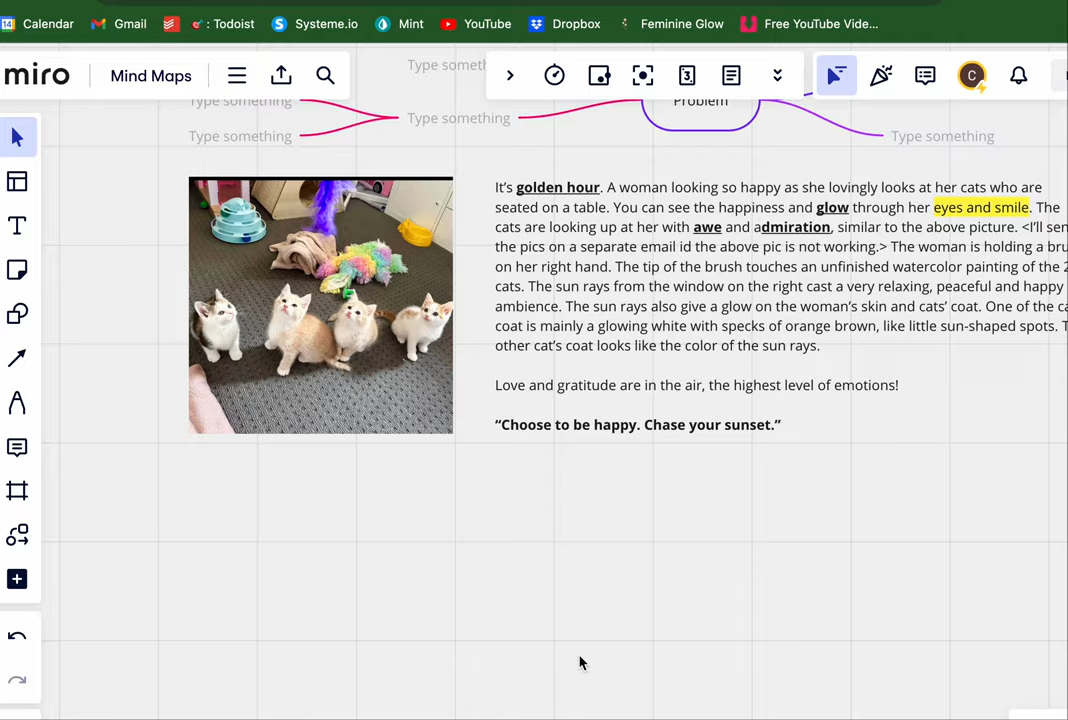 Calendar Gmail : Todoist Systeme.io Mint YouTube Dropbox Feminine Glow Free YouTube Vide...
miro Mind Maps
Type something
Type something
Type something
Problem
Type something
Type something
It's golden hour. A woman looking so happy as she lovingly looks at her cats who are
seated on a table. You can see the happiness and glow through her eyes and smile. The
cats are looking up at her with awe and admiration, similar to the above picture. <I'll
the pics on a separate email id the above pic is not working.> The woman is holding a
on her right hand. The tip of the brush touches an unfinished watercolor painting of the 2
cats. The sun rays from the window on the right cast a very relaxing, peaceful and happy
ambience. The sun rays also give a glow on the woman's skin and cats' coat. One of the
coat is mainly a glowing white with specks of orange brown, like little sun-shaped spots.
other cat's coat looks like the color of the sun rays.
Love and gratitude are in the air, the highest level of emotions!
“Choose to be happy. Chase your sunset.”